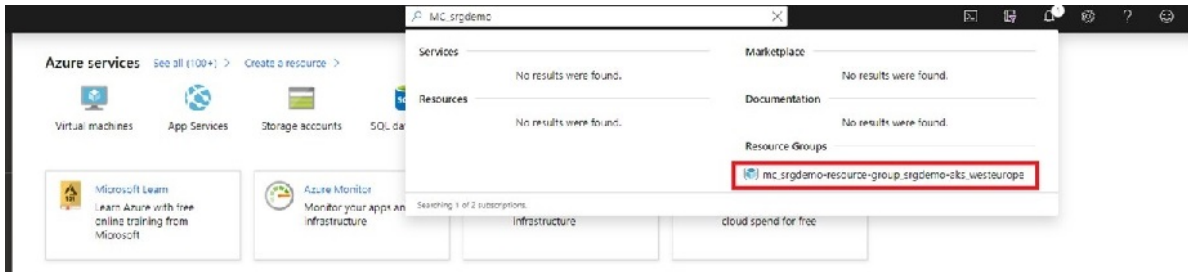 MC_srgdemo
1
Services
No results were found.
Marketplace
No results were found.
Azure services See all (100+) > Create a resource >
Resources
No results were found.
Documentation
No results were found.
Virtual machines
App Services
Storage accounts
SQL da
Resource Groups
mc_srgdemo-resource-group_srgdemo-aks_westeurope
Searching 1 of 2 subscriptions.
Microsoft Learn
Learn Azure with free
online training from
Microsoft
Azure Monitor
Monitor your apps an
infrastructure
infrastructure
cloud spend for free